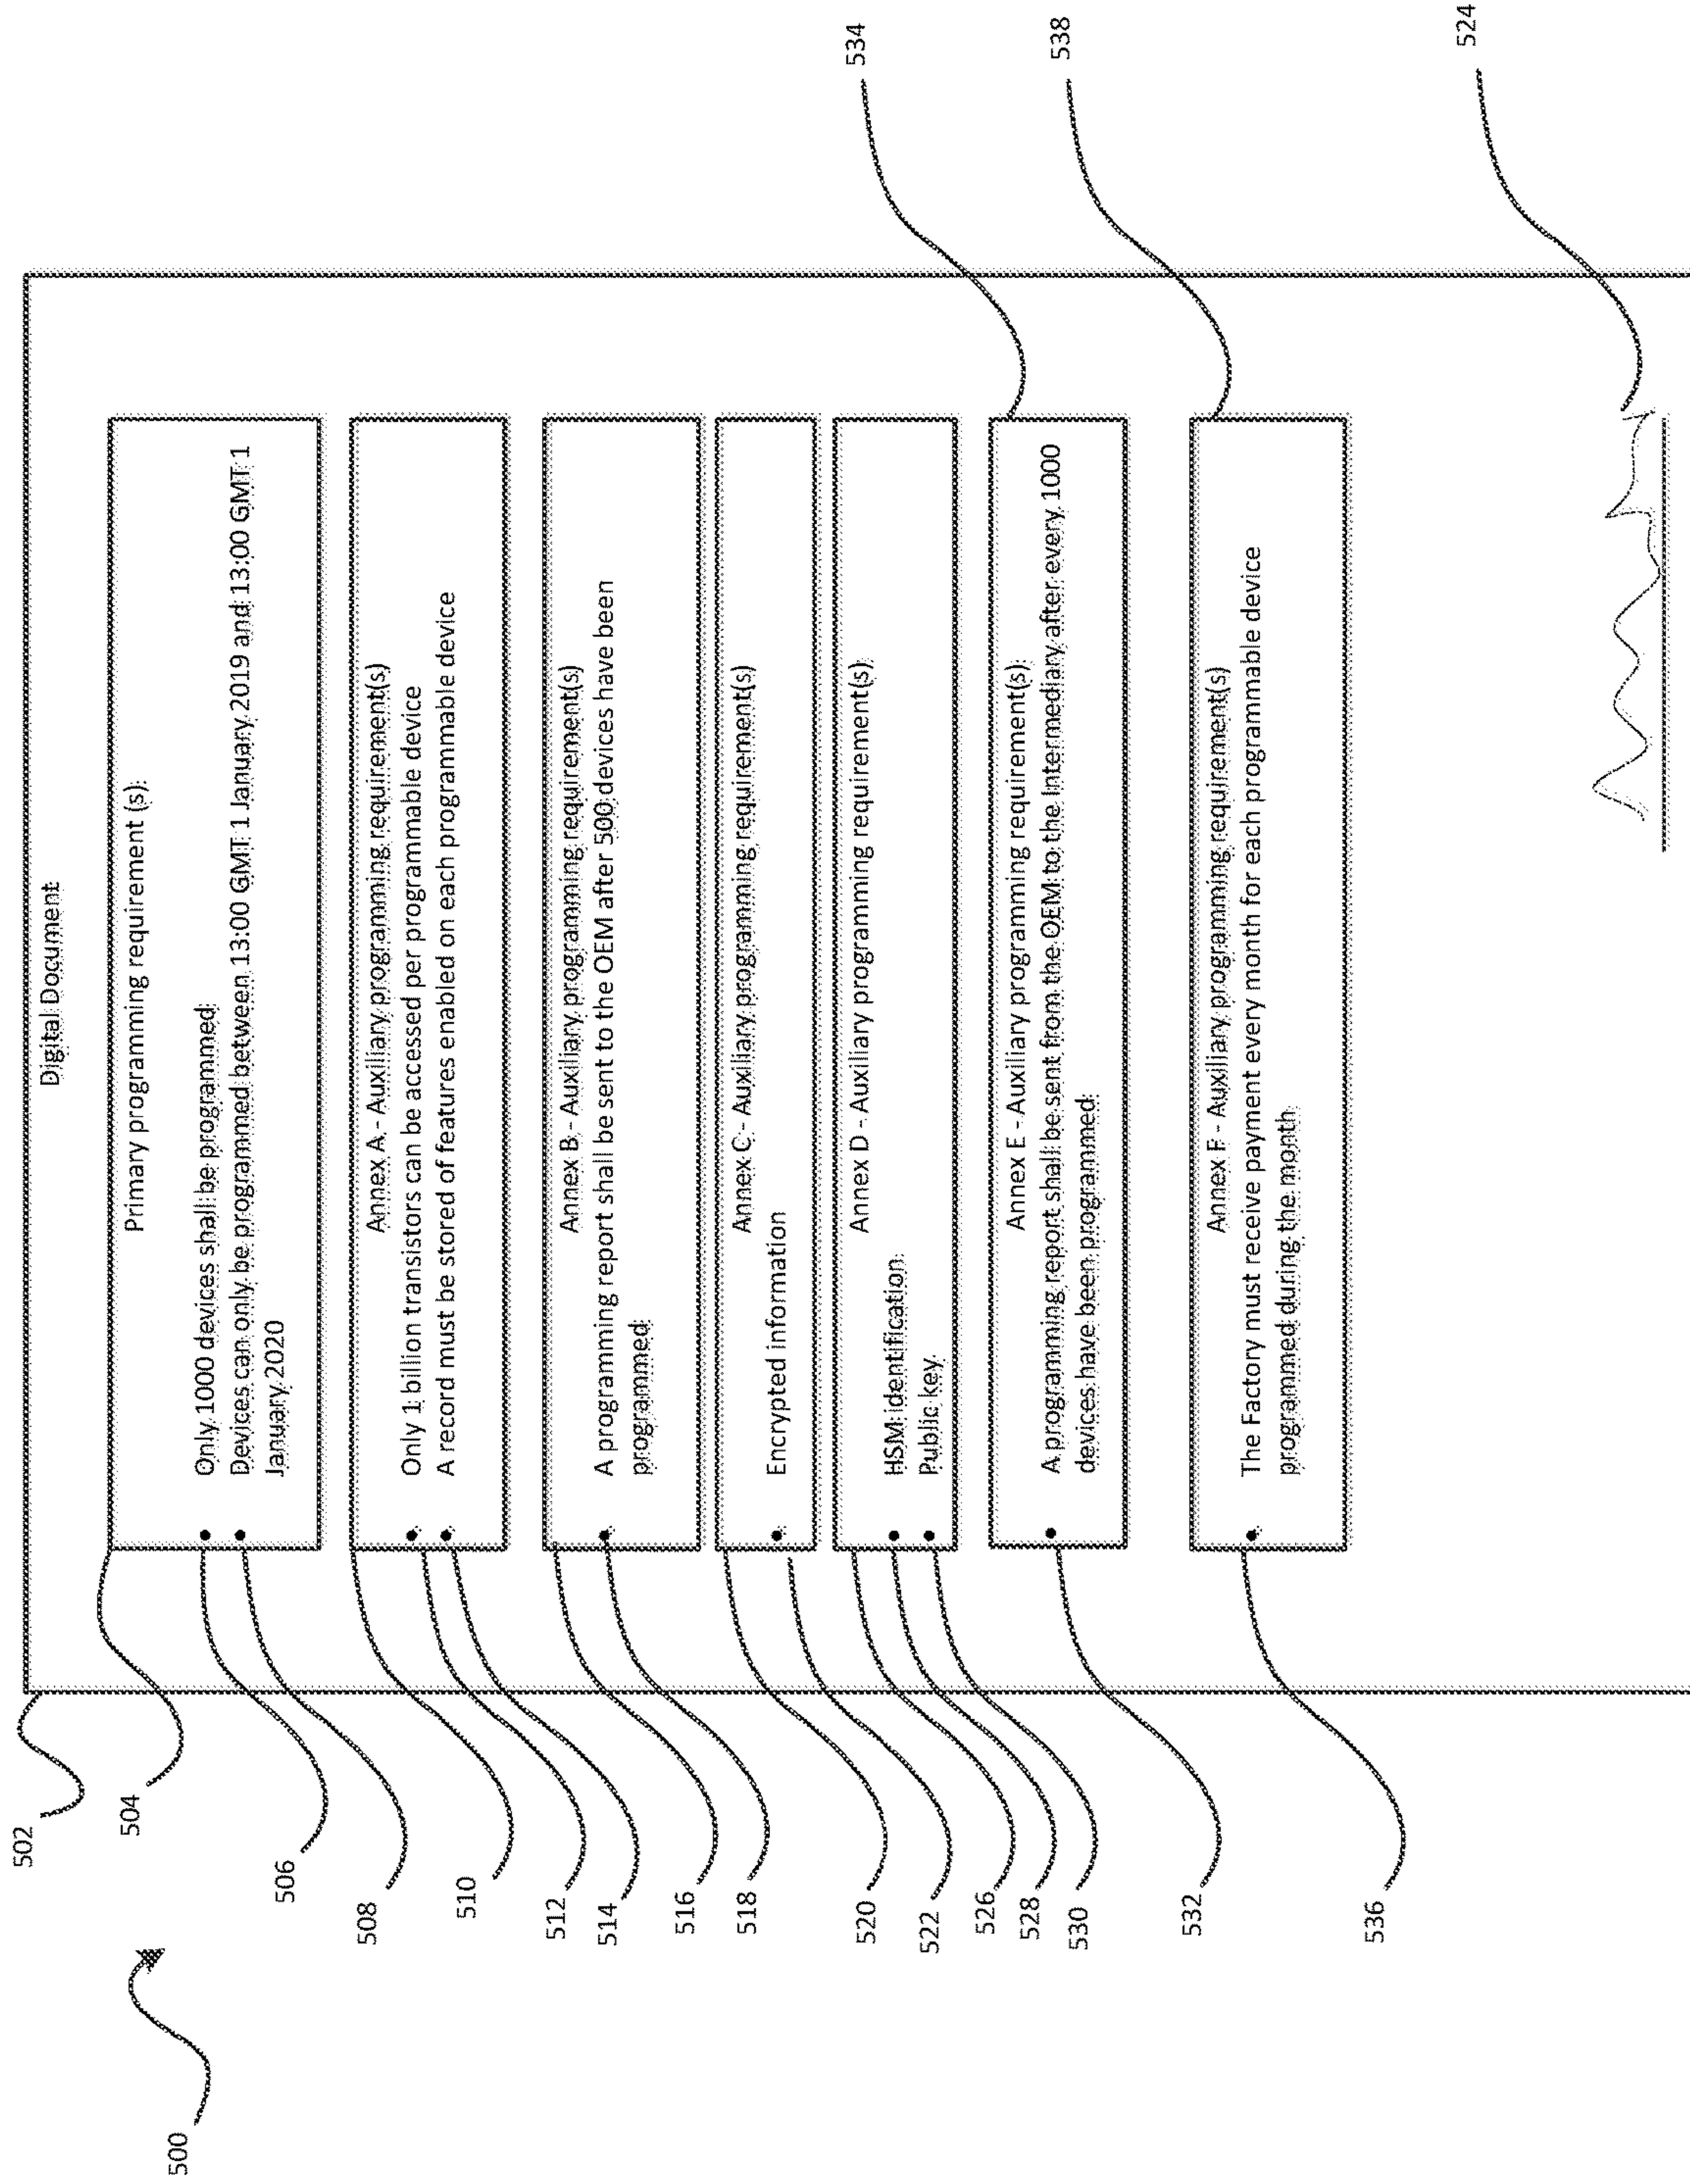 Digital Document
Primary programming requirement (s):
• Only 1000 devices shall be programmed
• Devices can only be programmed between 13:00 GMT 1 January 2019 and 13:00 GMT 1
January 2020
Annex A - Auxiliary programming requirement(s)
• Only 1 billion transistors can be accessed per programmable device
• A record must be stored of features enabled on each programmable device
Annex B - Auxiliary programming requirement(s)
• A programming report shall be sent to the OEM after 500 devices have been
programmed
Annex C - Auxiliary programming requirement(s)
• Encrypted information
Annex D - Auxiliary programming requirement(s)
• HSM identification
• Public key
Annex E - Auxiliary programming requirement(s)
• A programming report shall be sent from the OEM to the Intermediary after every 1000
devices have been programmed
Annex F - Auxiliary programming requirement(s)
• The Factory must receive payment every month for each programmable device
programmed during the month
500
502
504
506
508
510
512
514
516
518
520
522
526
528
530
532
536
534
538
524